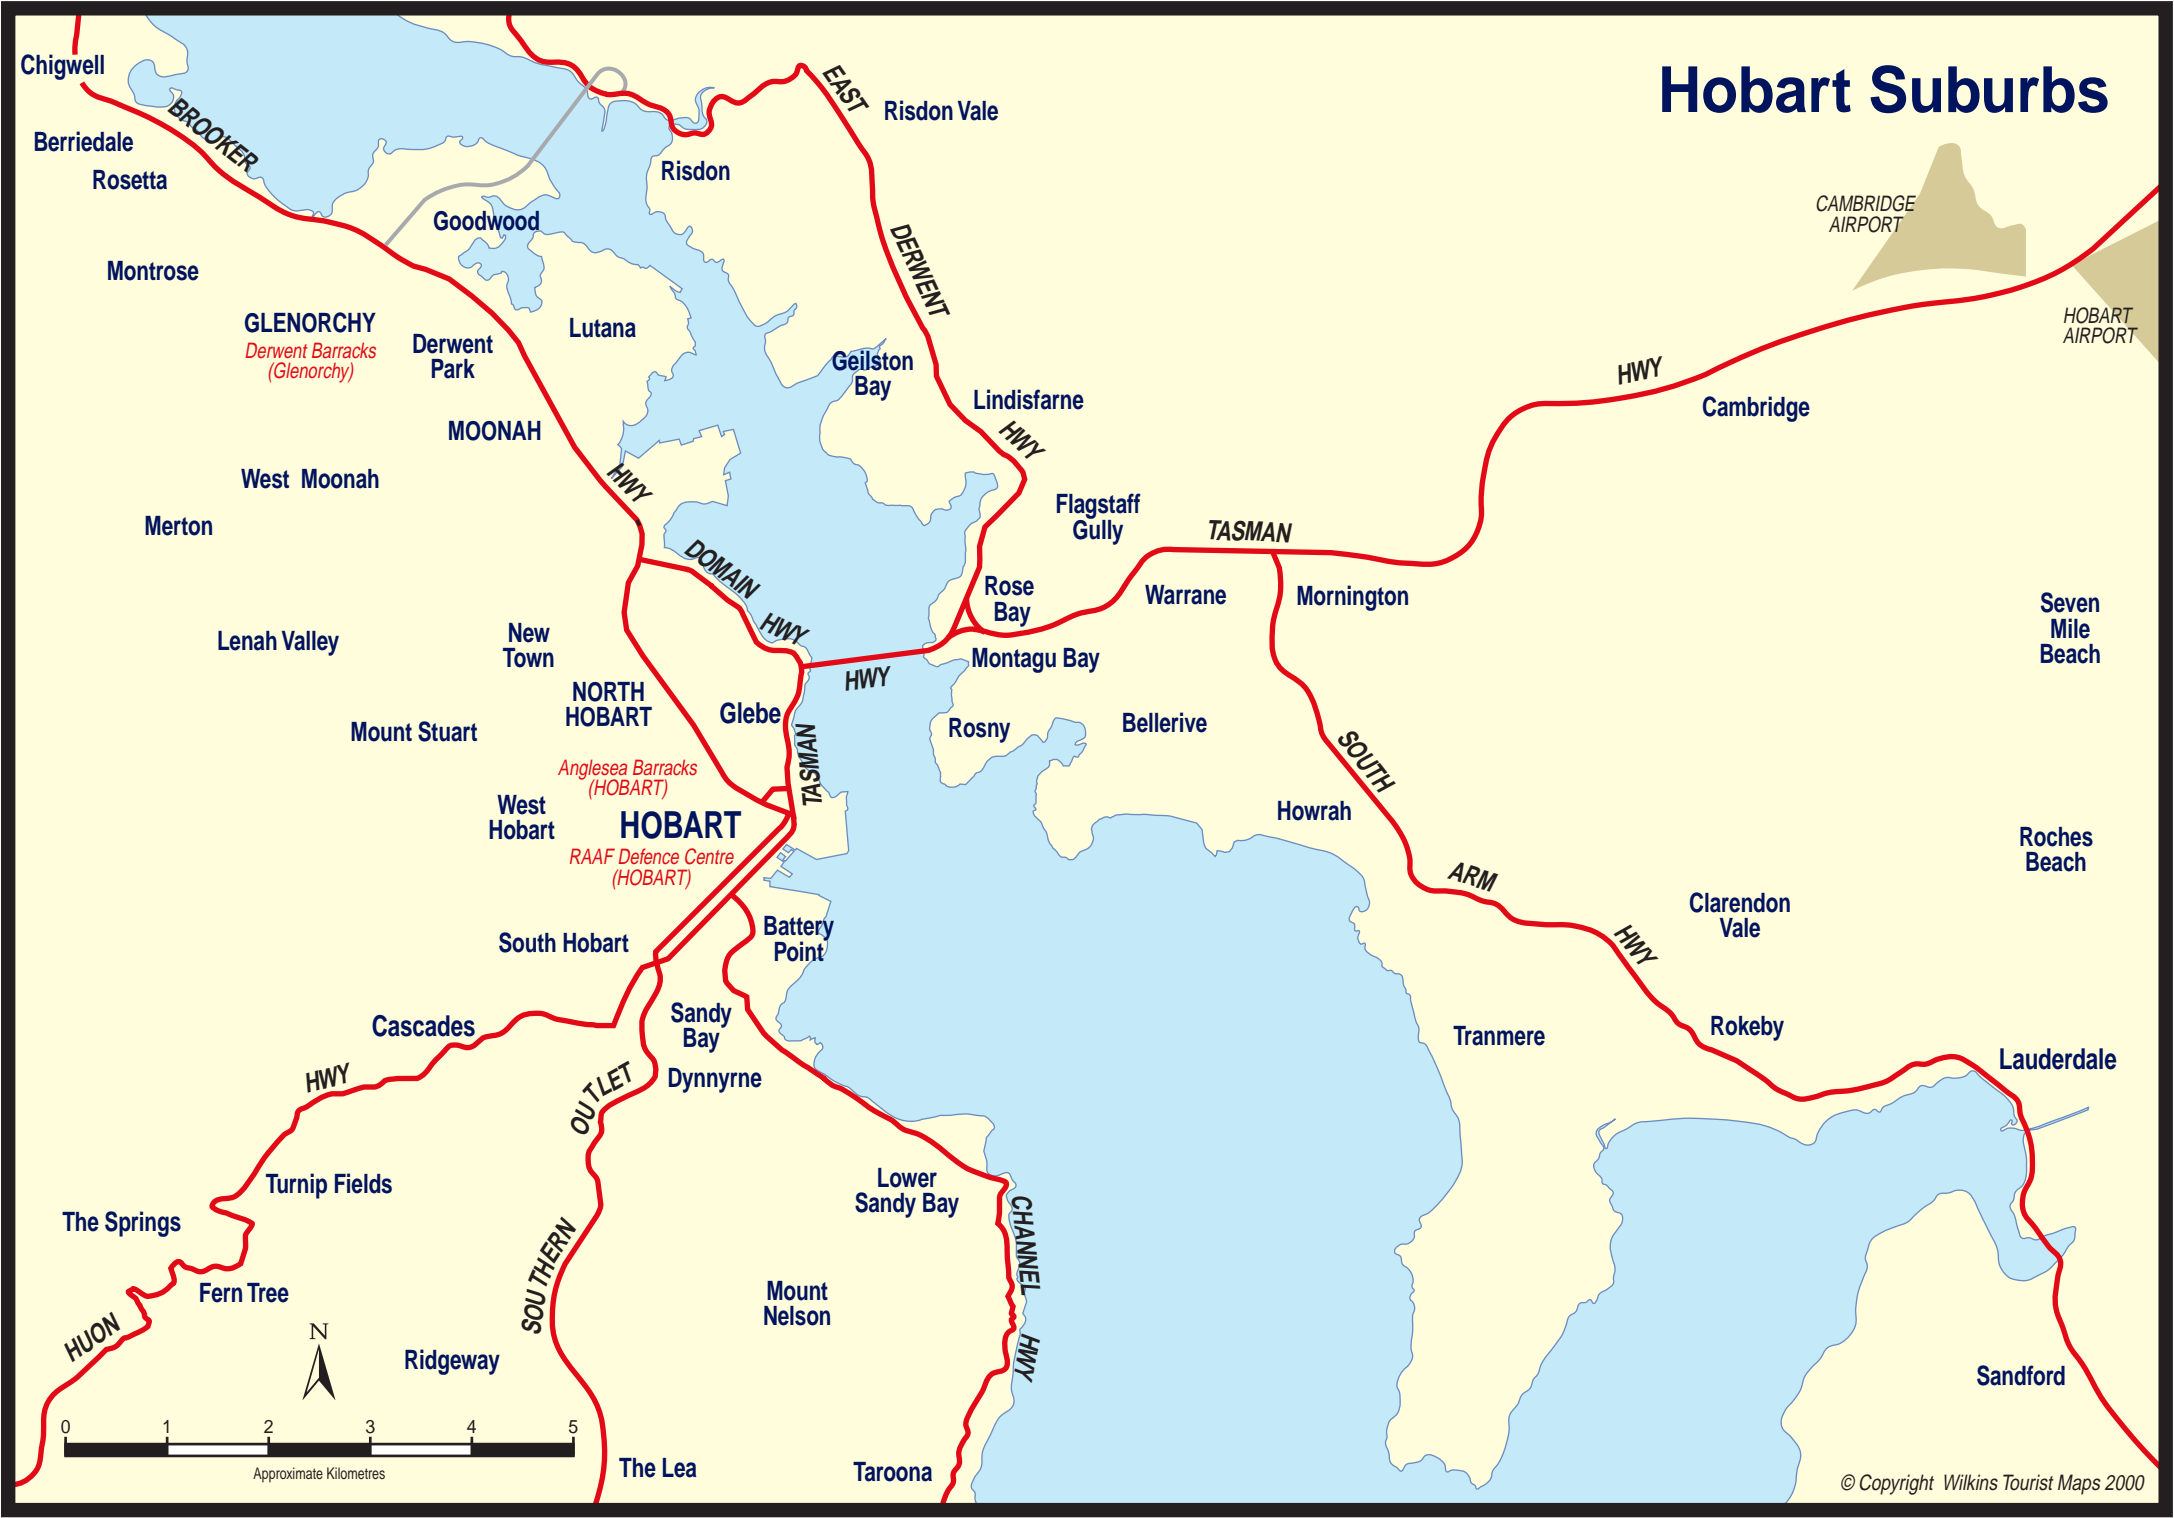 Hobart Suburbs
Chigwell
BROOKER
EAST
Risdon Vale
Berriedale
Rosetta
Risdon
CAMBRIDGE
AIRPORT
Goodwood
DERWENT
Montrose
HOBART
AIRPORT
GLENORCHY
Derwent Barracks
(Glenorchy)
Derwent
Park
Lutana
Geilston
Bay
HWY
Lindisfarne
Cambridge
MOONAH
HWY
West Moonah
HWY
Merton
Flagstaff
Gully
TASMAN
DOMAIN
HWY
Rose
Bay
Warrane
Mornington
Seven
Mile
Beach
Lenah Valley
New
Town
Montagu Bay
HWY
NORTH
HOBART
Glebe
Mount Stuart
Rosny
Bellerive
TASMAN
SOUTH
Anglesea Barracks
(HOBART)
West
Hobart
HOBART
Howrah
RAAF Defence Centre
(HOBART)
Roches
Beach
ARM
Clarendon
Vale
HWY
Battery
Point
South Hobart
Sandy
Bay
Cascades
Tranmere
Rokeby
Lauderdale
HWY
OUTLET
Dynnyrne
Turnip Fields
Lower
Sandy Bay
The Springs
CHANNEL
SOUTHERN
Fern Tree
Mount
Nelson
HUON
N
HWY
Ridgeway
Sandford
0 1 2 3 4 5
Approximate Kilometres
The Lea
Taroona
© Copyright Wilkins Tourist Maps 2000